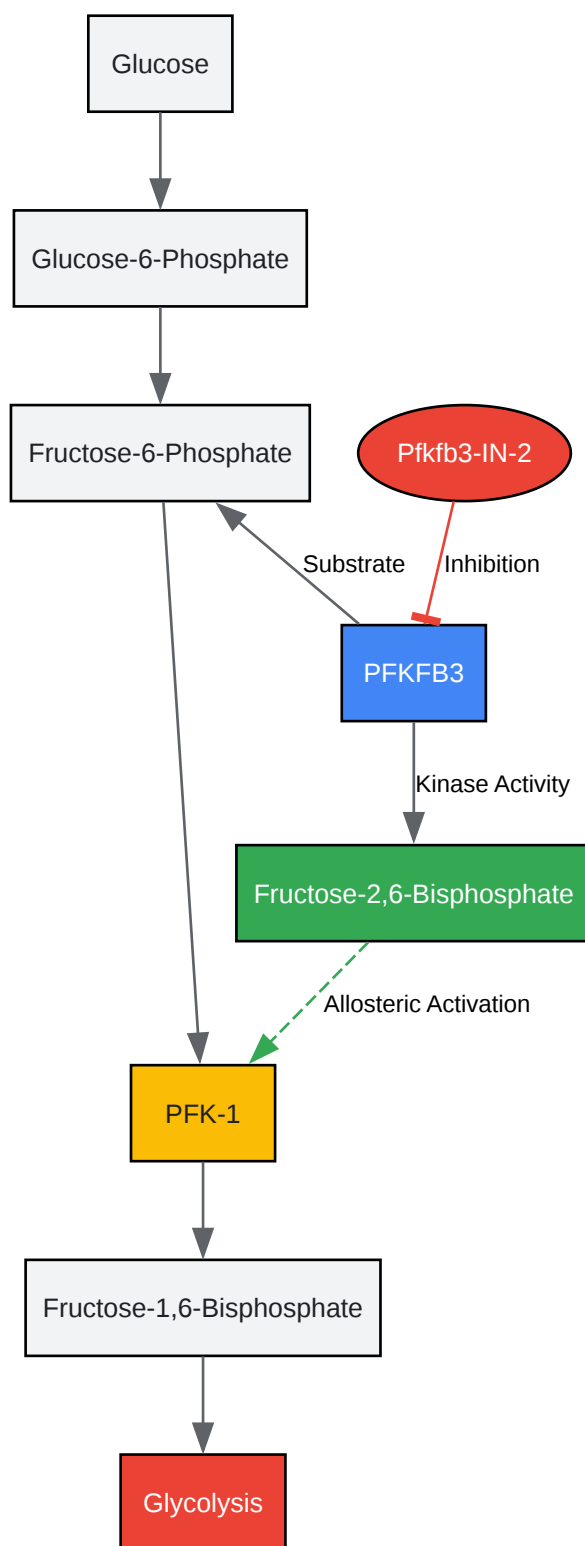 Glucose
Glucose-6-Phosphate
Fructose-6-Phosphate
Pfkfb3-IN-2
Substrate
Inhibition
PFKFB3
Kinase Activity
Fructose-2,6-Bisphosphate
Allosteric Activation
PFK-1
Fructose-1,6-Bisphosphate
Glycolysis